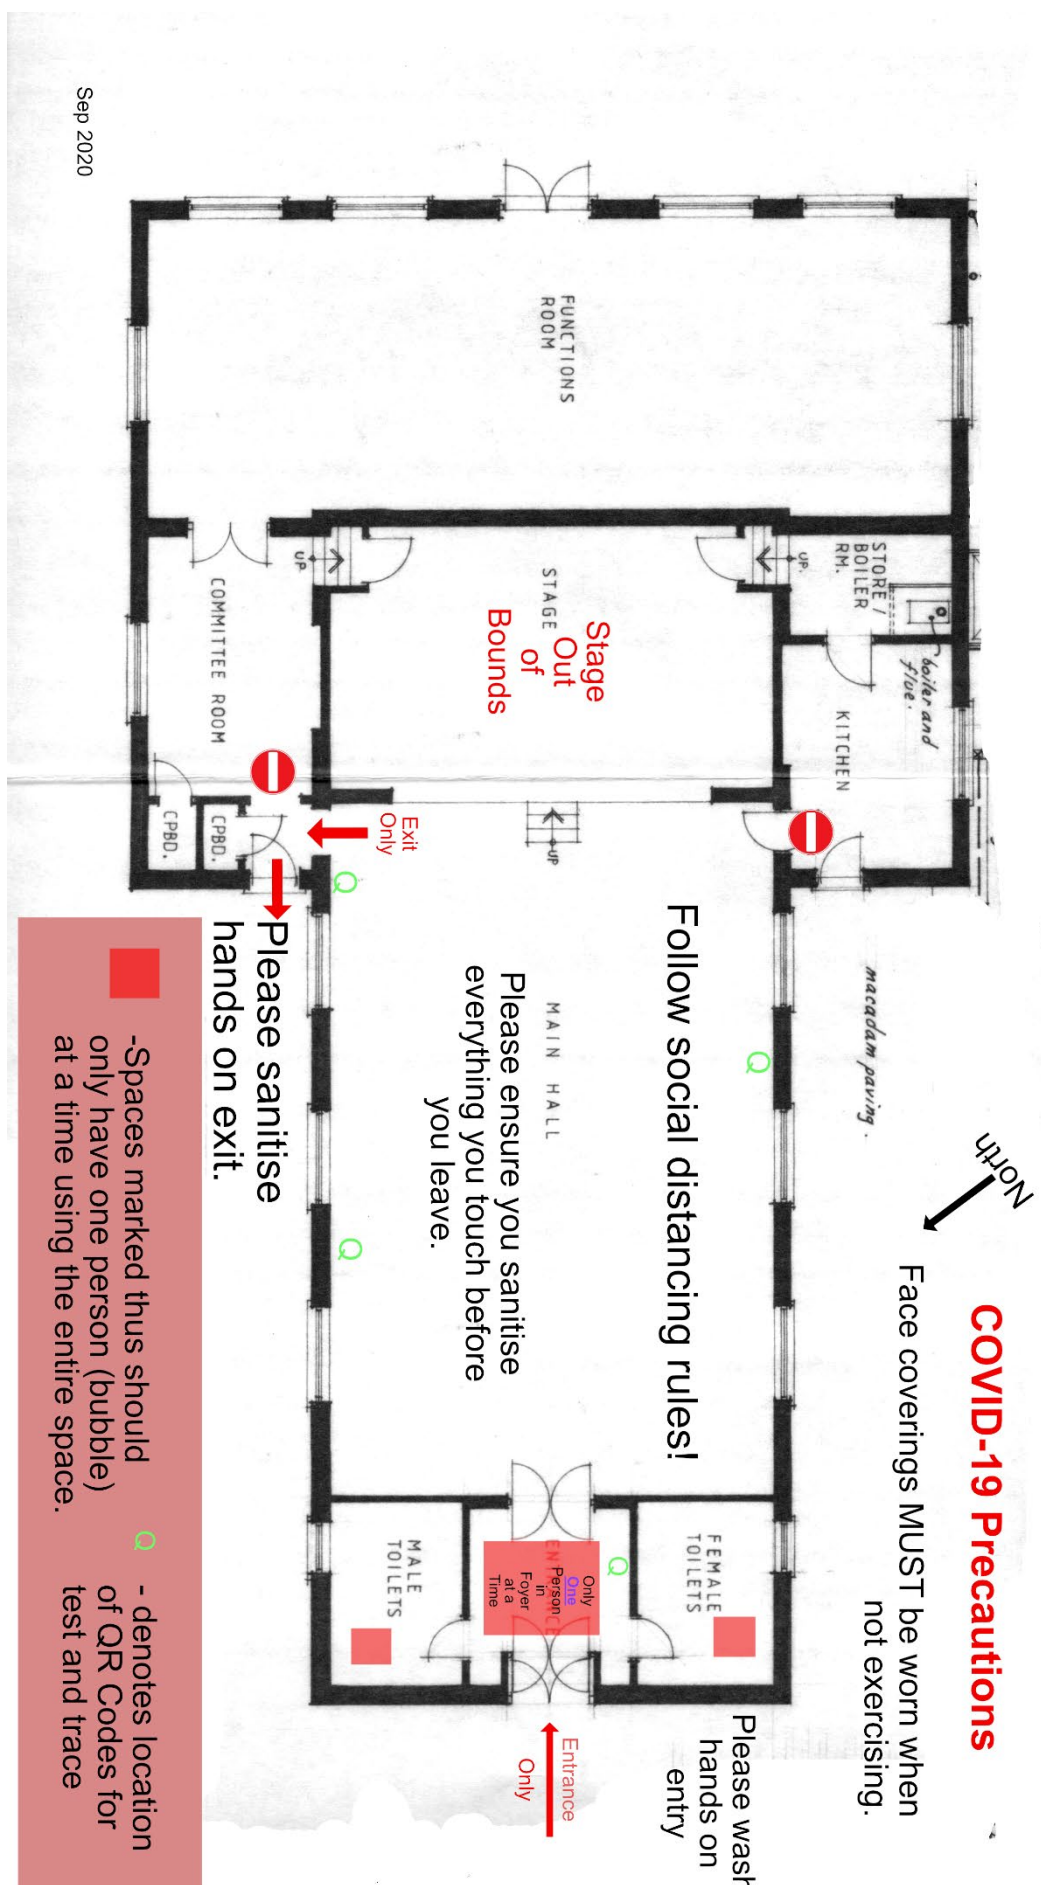 COVID-19 Precautions
Face coverings MUST be worn when
not exercising.
North
macadam paving.
Please wash
hands on
entry
Follow social distancing rules!
Please ensure you sanitise
everything you touch before
you leave.
MAIN HALL
Q
Q
Q
Q
FEMALE
TOILETS
MALE
TOILETS
ENTRANCE
Only
One
Person
in
Foyer
at a
Time
Entrance
Only
boiler and
flue.
STORE /
BOILER
RM.
KITCHEN
UP.
STAGE
Stage
Out
of
Bounds
UP
UP
FUNCTIONS
ROOM
COMMITTEE ROOM
CPBD.
CPBD.
Exit
Only
Please sanitise
hands on exit.
-Spaces marked thus should
only have one person (bubble)
at a time using the entire space.
Q - denotes location
of QR Codes for
test and trace
Sep 2020